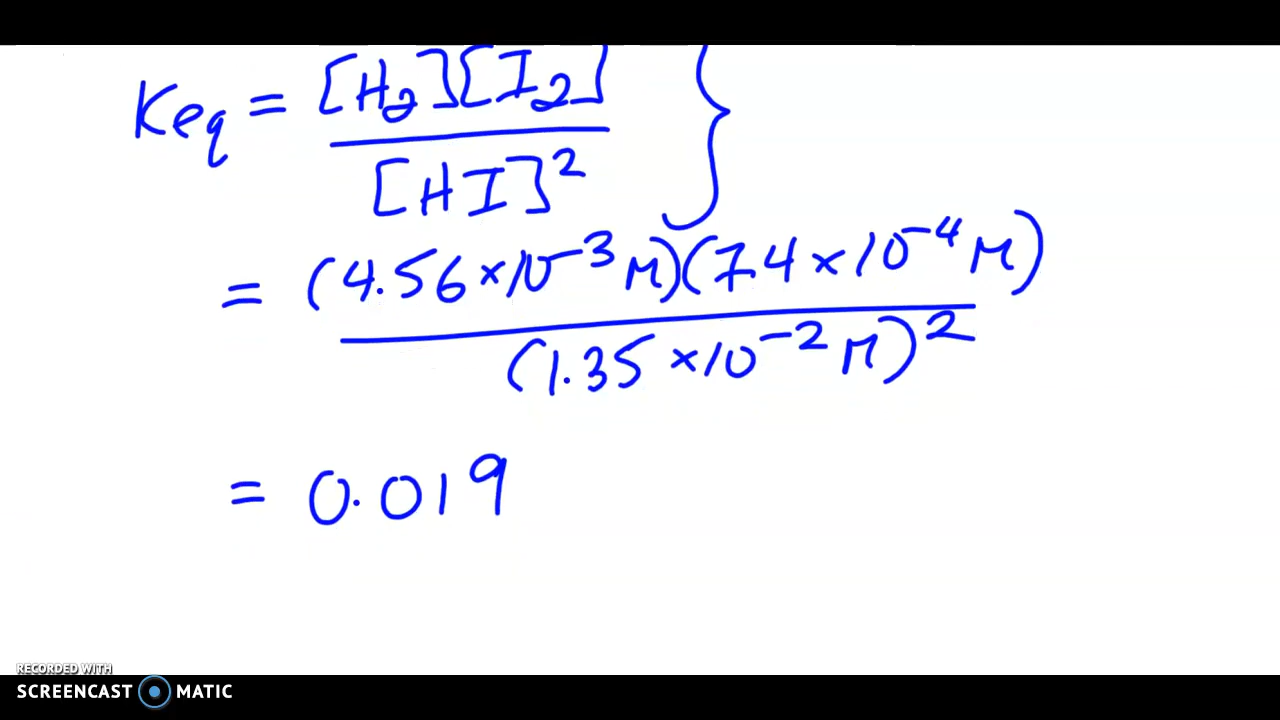 Keq = [H₂][I₂]
[HI]²
= (4.56 × 10⁻³ M)(7.4 × 10⁻⁴ M)
(1.35 × 10⁻² M)²
= 0.019
RECORDED WITH
SCREENCAST MATIC